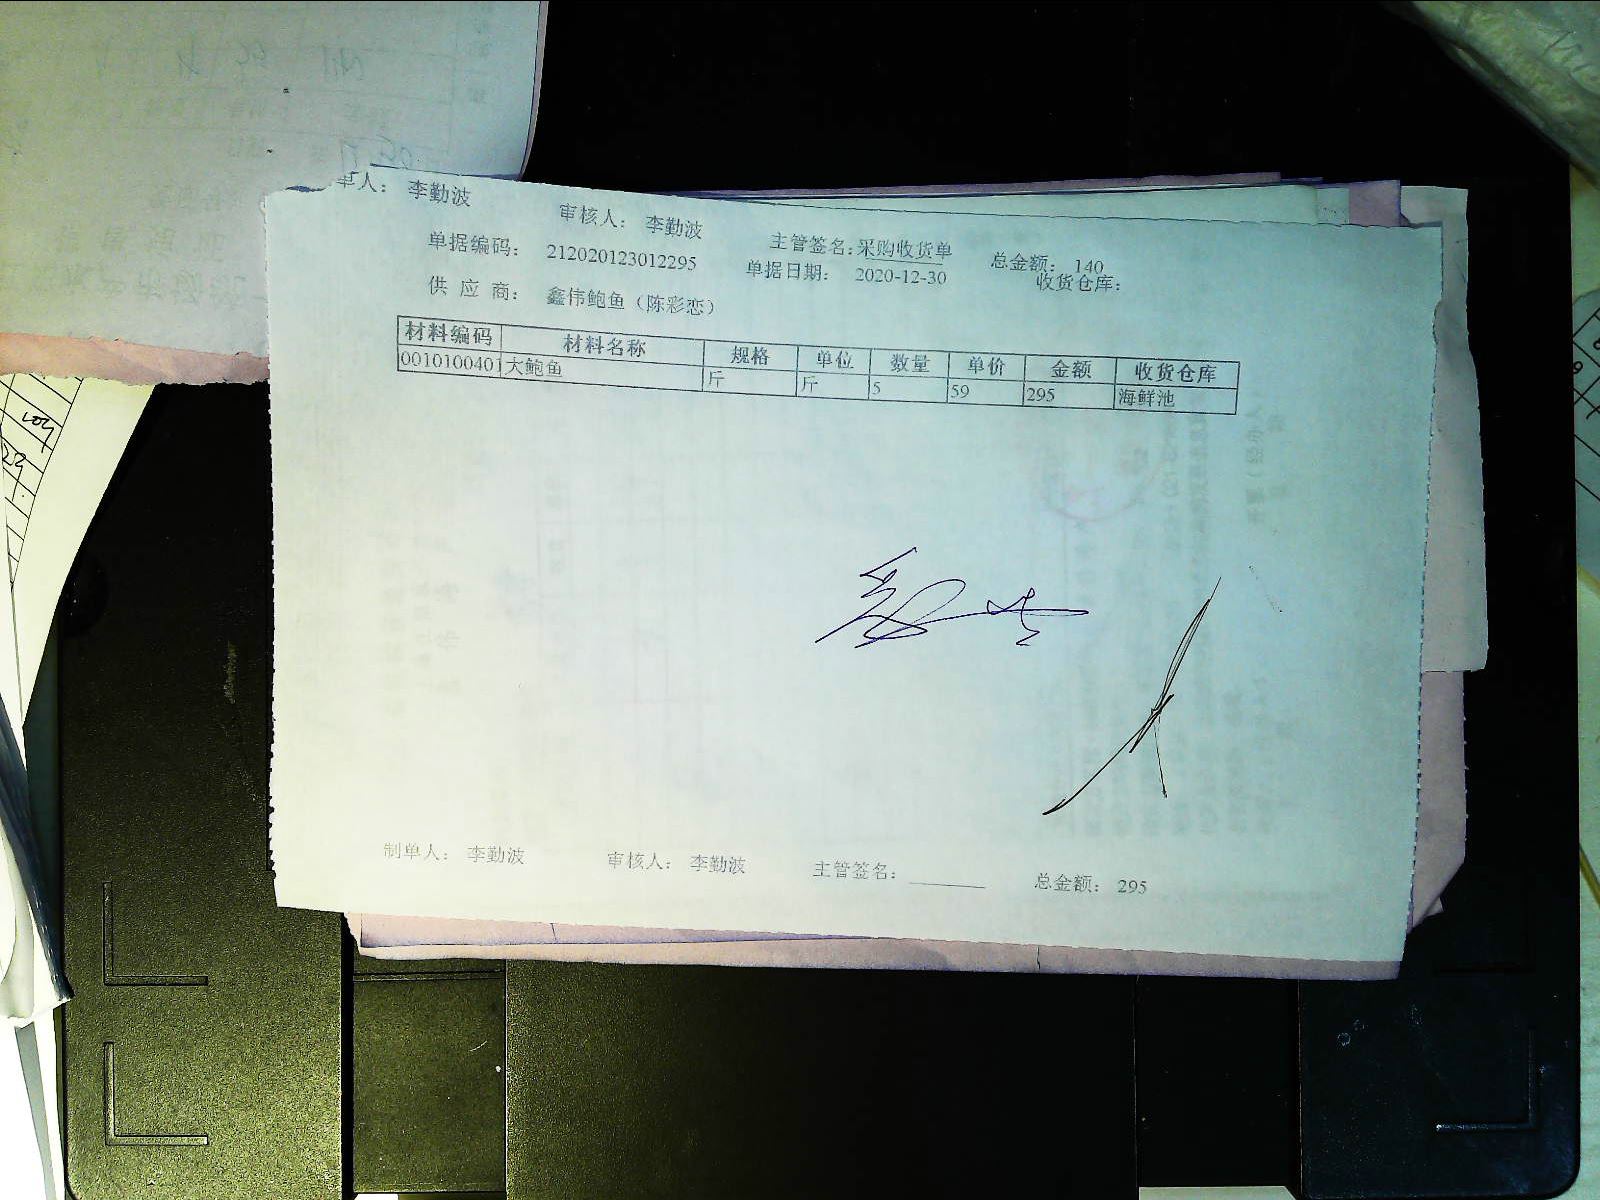 单人： 李勤波 审核人： 李勤波 主管签名： 总金额： 140
采购收货单
单据编码： 212020123012295 单据日期： 2020-12-30 收货仓库：
供 应 商： 鑫伟鲍鱼（陈彩恋）
材料编码 材料名称 规格 单位 数量 单价 金额 收货仓库
0010100401 大鲍鱼 斤 斤 5 59 295 海鲜池
制单人： 李勤波 审核人： 李勤波 主管签名： 总金额： 295